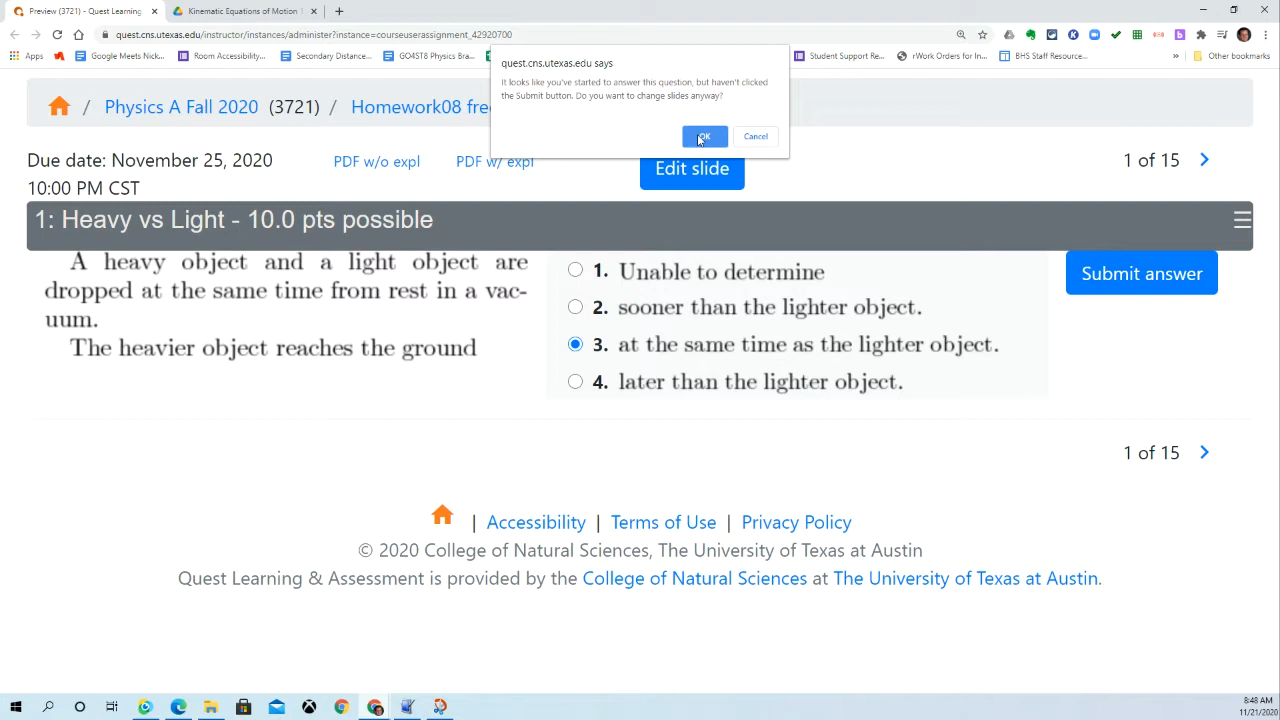 Preview (3721) - Quest Learning
Kinematic Equations of Motion
quest.cns.utexas.edu/instructor/instances/administer?instance=courseuserassignment_42920700
Apps
Google Meets Nick...
Room Accessibility...
Secondary Distance...
GOAST8 Physics Bra...
Student Support Re...
rWork Orders for In...
BHS Staff Resource...
»
Other bookmarks
quest.cns.utexas.edu says
It looks like you've started to answer this question, but haven't clicked
the Submit button. Do you want to change slides anyway?
OK
Cancel
/ Physics A Fall 2020 (3721) / Homework08 fre
Due date: November 25, 2020
10:00 PM CST
PDF w/o expl
PDF w/ expl
Edit slide
1 of 15
1: Heavy vs Light - 10.0 pts possible
A heavy object and a light object are
dropped at the same time from rest in a vac-
uum.
The heavier object reaches the ground
1. Unable to determine
2. sooner than the lighter object.
3. at the same time as the lighter object.
4. later than the lighter object.
Submit answer
1 of 15
| Accessibility | Terms of Use | Privacy Policy
© 2020 College of Natural Sciences, The University of Texas at Austin
Quest Learning & Assessment is provided by the College of Natural Sciences at The University of Texas at Austin.
8:48 AM
11/21/2020